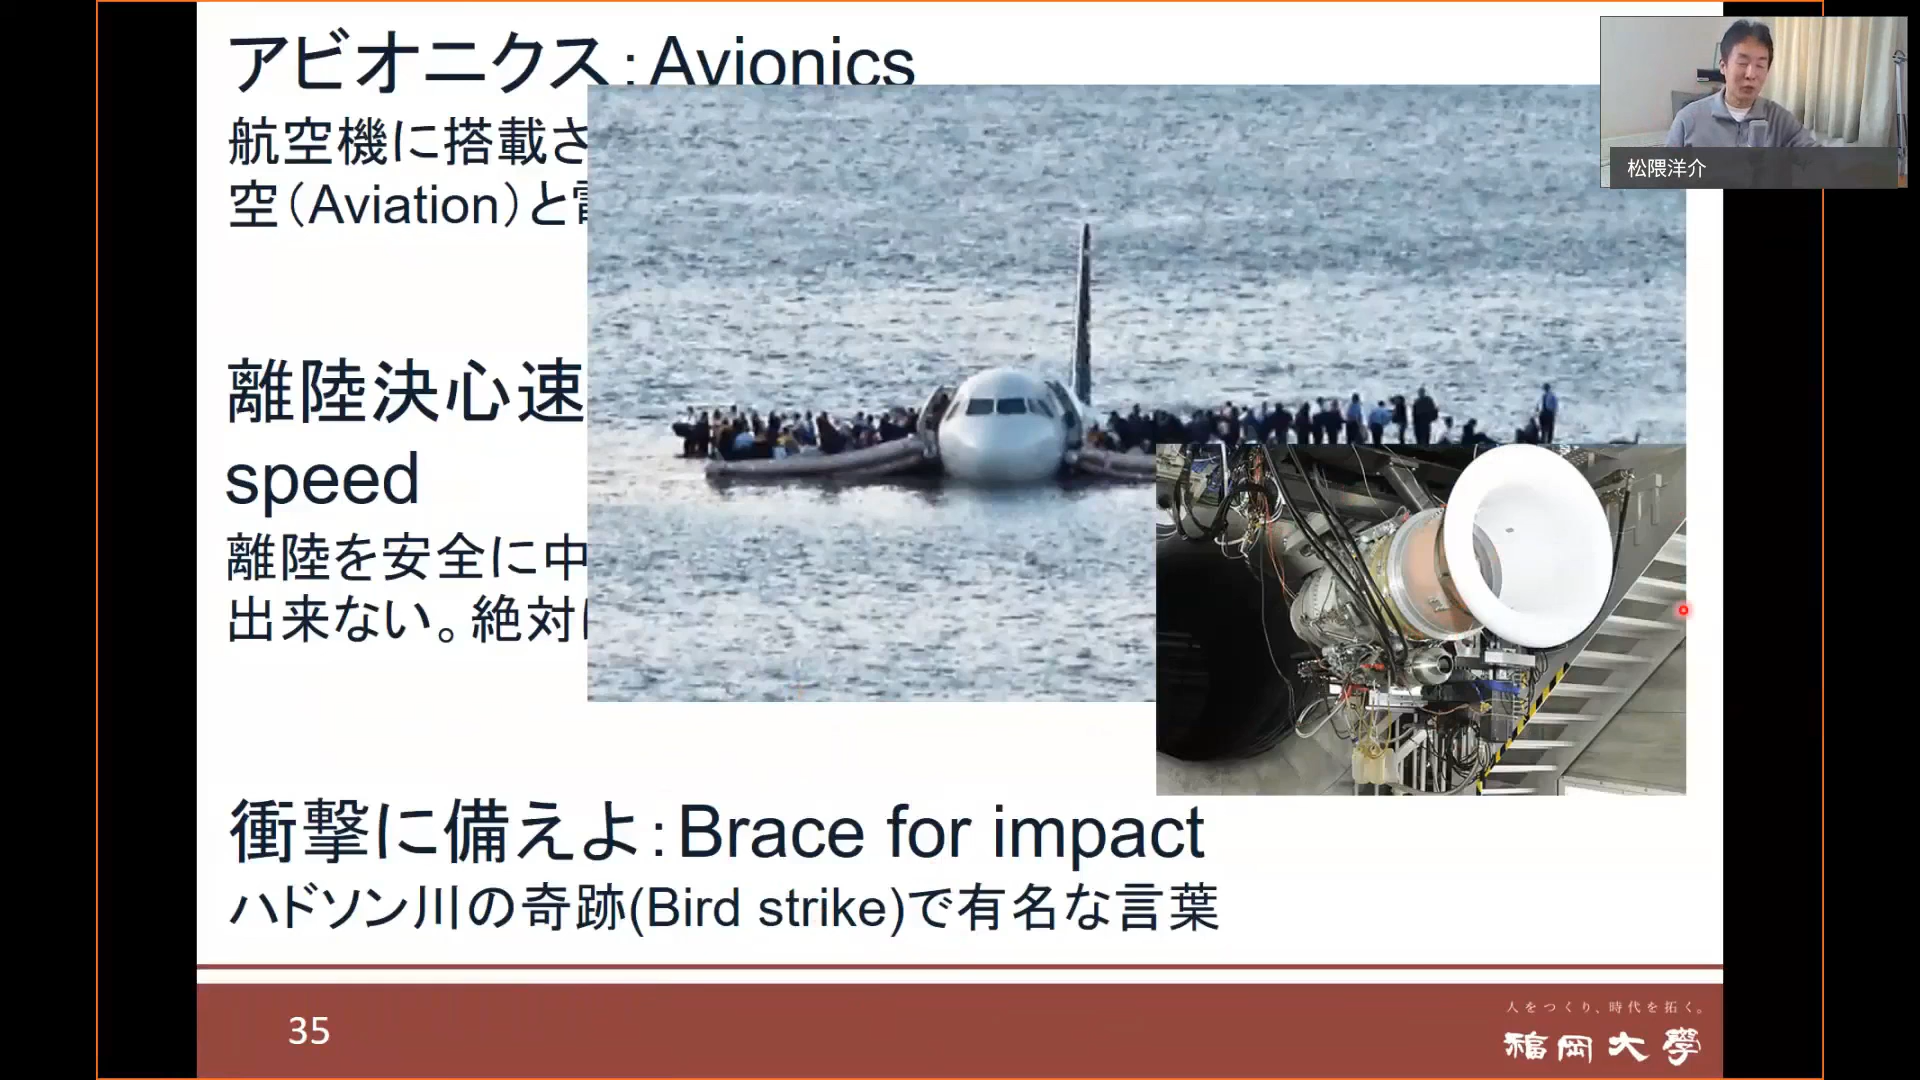 アビオニクス:Avionics
航空機に搭載さ
空(Aviation)と
離陸決心速
speed
離陸を安全に中
出来ない。絶対に
衝撃に備えよ:Brace for impact
ハドソン川の奇跡(Bird strike)で有名な言葉
35
人をつくり、時代を拓く。
福岡大學
松隈洋介